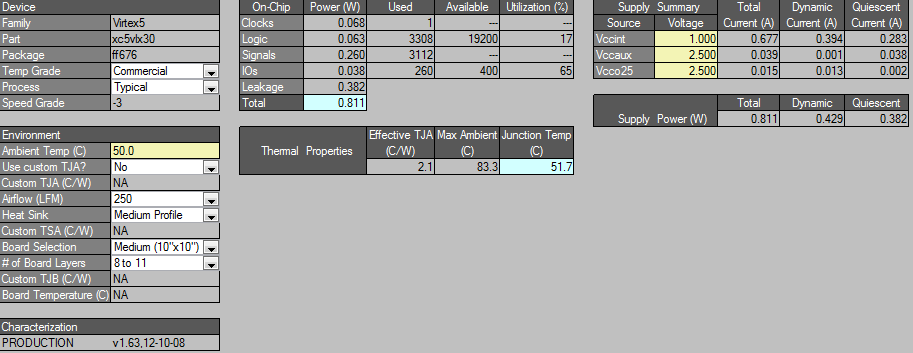 Device
Family Virtex5
Part xc5vlx30
Package ff676
Temp Grade Commercial
Process Typical
Speed Grade -3
Environment
Ambient Temp (C) 50.0
Use custom TJA? No
Custom TJA (C/W) NA
Airflow (LFM) 250
Heat Sink Medium Profile
Custom TSA (C/W) NA
Board Selection Medium (10"x10")
# of Board Layers 8 to 11
Custom TJB (C/W) NA
Board Temperature (C) NA
Characterization
PRODUCTION v1.63,12-10-08
On-Chip Power (W) Used Available Utilization (%)
Clocks 0.068 1 --- ---
Logic 0.063 3308 19200 17
Signals 0.260 3112 --- ---
IOs 0.038 260 400 65
Leakage 0.382
Total 0.811
Effective TJA Max Ambient Junction Temp
Thermal Properties (C/W) (C) (C)
2.1 83.3 51.7
Supply Summary Total Dynamic Quiescent
Source Voltage Current (A) Current (A) Current (A)
Vccint 1.000 0.677 0.394 0.283
Vccaux 2.500 0.039 0.001 0.038
Vcco25 2.500 0.015 0.013 0.002
Total Dynamic Quiescent
Supply Power (W) 0.811 0.429 0.382